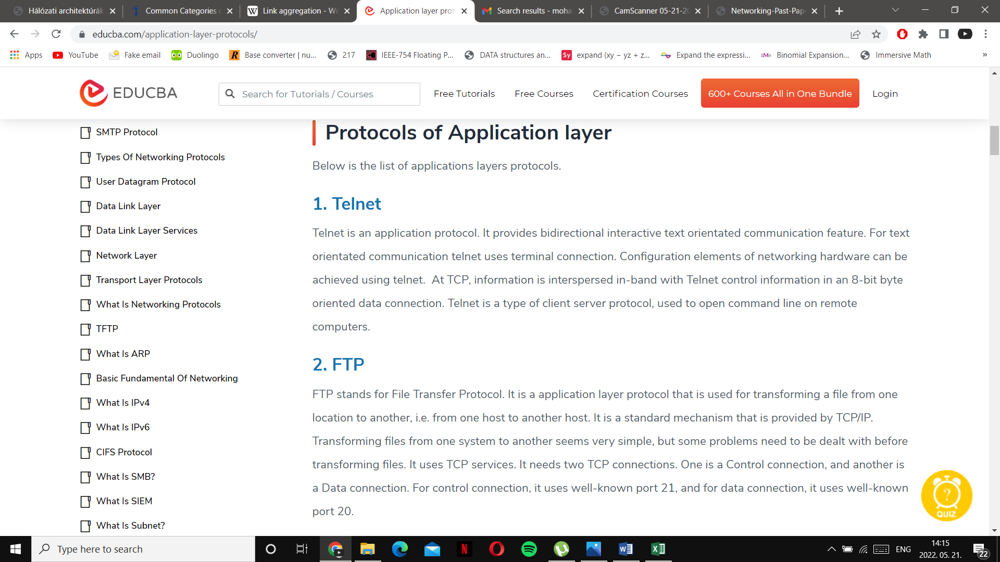 Hálózati architektúrák
Common Categories
Link aggregation - Wi
Application layer prot
Search results - moha
CamScanner 05-21-20
Networking-Past-Pap
educba.com/application-layer-protocols/
Apps
YouTube
Fake email
Duolingo
Base converter | nu...
217
IEEE-754 Floating P...
DATA structures an...
expand (xy − yz + z...
Expand the expressi...
Binomial Expansion...
Immersive Math
»
EDUCBA
Search for Tutorials / Courses
Free Tutorials
Free Courses
Certification Courses
600+ Courses All in One Bundle
Login
SMTP Protocol
Types Of Networking Protocols
User Datagram Protocol
Data Link Layer
Data Link Layer Services
Network Layer
Transport Layer Protocols
What Is Networking Protocols
TFTP
What Is ARP
Basic Fundamental Of Networking
What Is IPv4
What Is IPv6
CIFS Protocol
What Is SMB?
What Is SIEM
What Is Subnet?
Protocols of Application layer
Below is the list of applications layers protocols.
1. Telnet
Telnet is an application protocol. It provides bidirectional interactive text orientated communication feature. For text
orientated communication telnet uses terminal connection. Configuration elements of networking hardware can be
achieved using telnet.  At TCP, information is interspersed in-band with Telnet control information in an 8-bit byte
oriented data connection. Telnet is a type of client server protocol, used to open command line on remote
computers.
2. FTP
FTP stands for File Transfer Protocol. It is a application layer protocol that is used for transforming a file from one
location to another, i.e. from one host to another host. It is a standard mechanism that is provided by TCP/IP.
Transforming files from one system to another seems very simple, but some problems need to be dealt with before
transforming files. It uses TCP services. It needs two TCP connections. One is a Control connection, and another is
a Data connection. For control connection, it uses well-known port 21, and for data connection, it uses well-known
port 20.
?
QUIZ
Type here to search
ENG
14:15
2022. 05. 21.
22